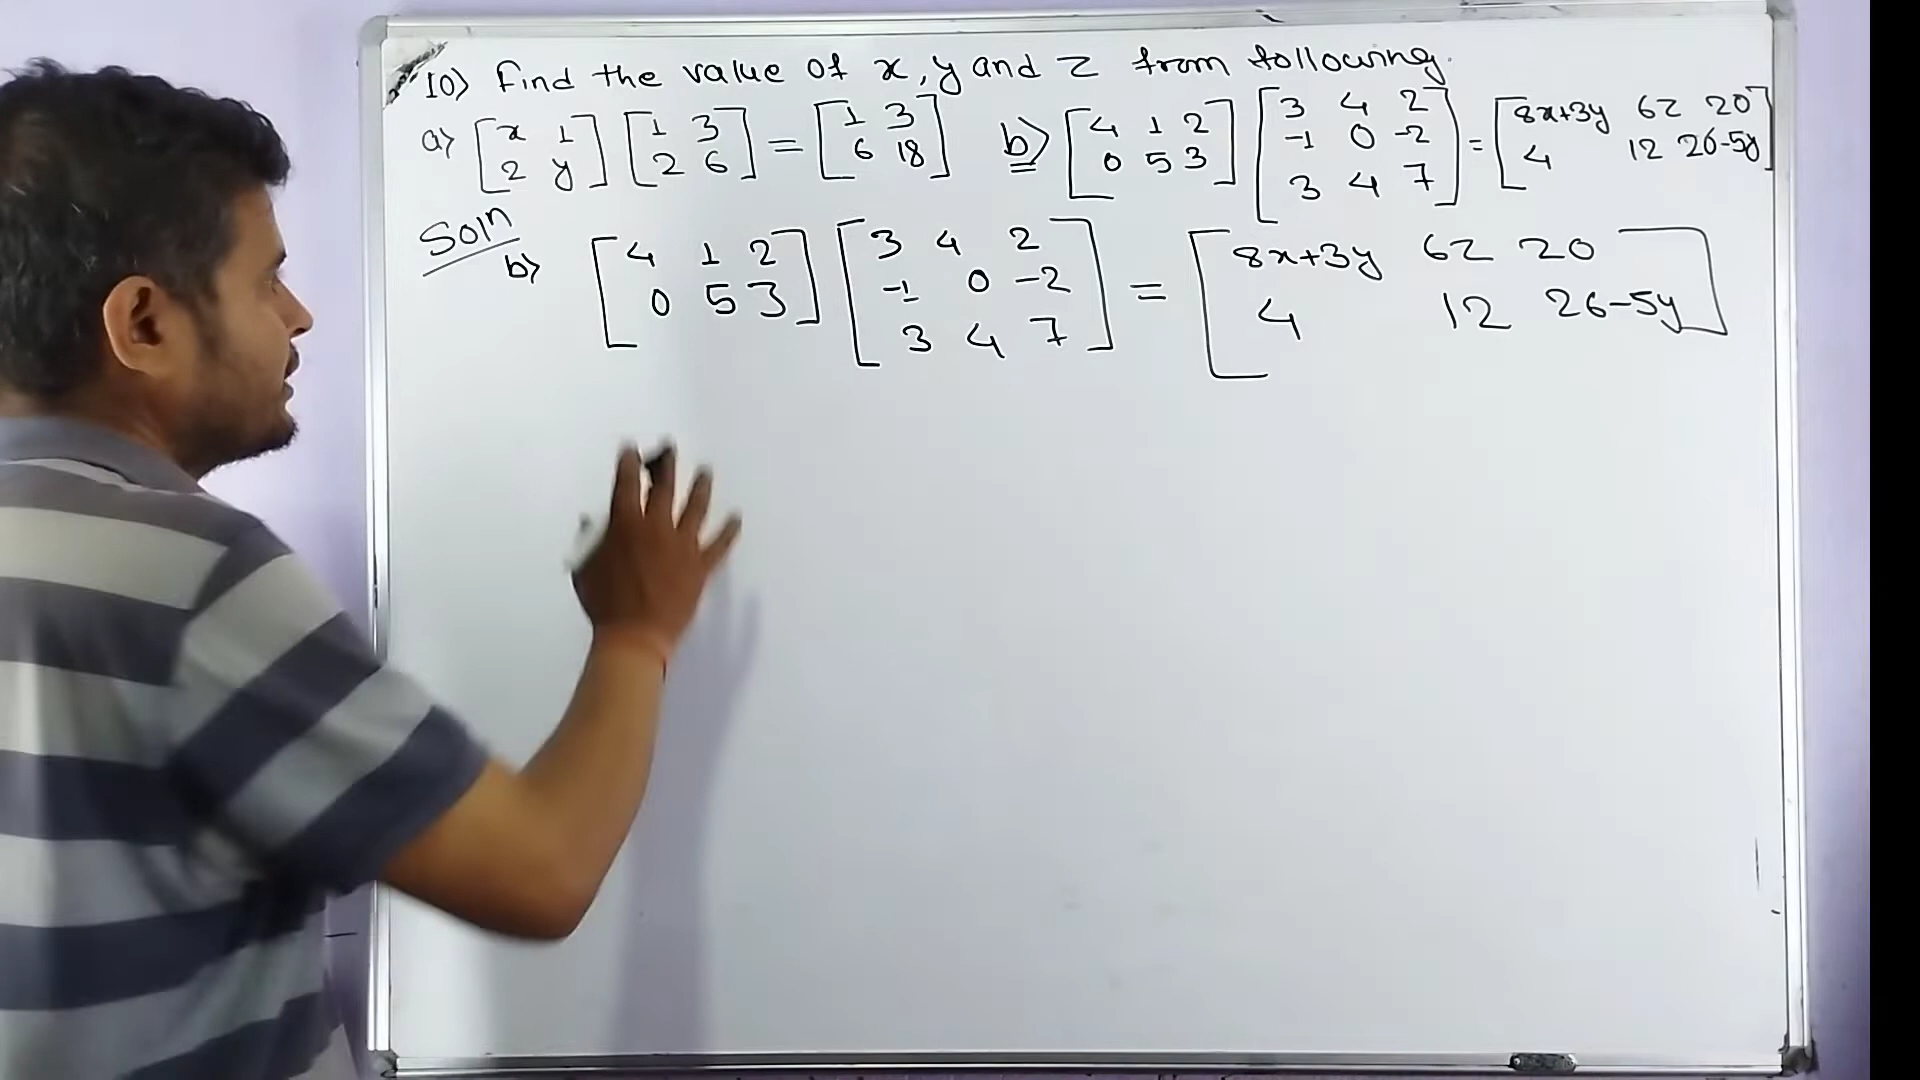 10) Find the value of x, y and z from following.
a) [x 1 2 y] [1 3 2 6] = [1 3 6 18] b) [4 1 2 0 5 3] [3 4 2 -1 0 -2 3 4 7] = [8x+3y 6z 20 4 12 26-5y]
Soln
b) [4 1 2 0 5 3] [3 4 2 -1 0 -2 3 4 7] = [8x+3y 6z 20 4 12 26-5y]